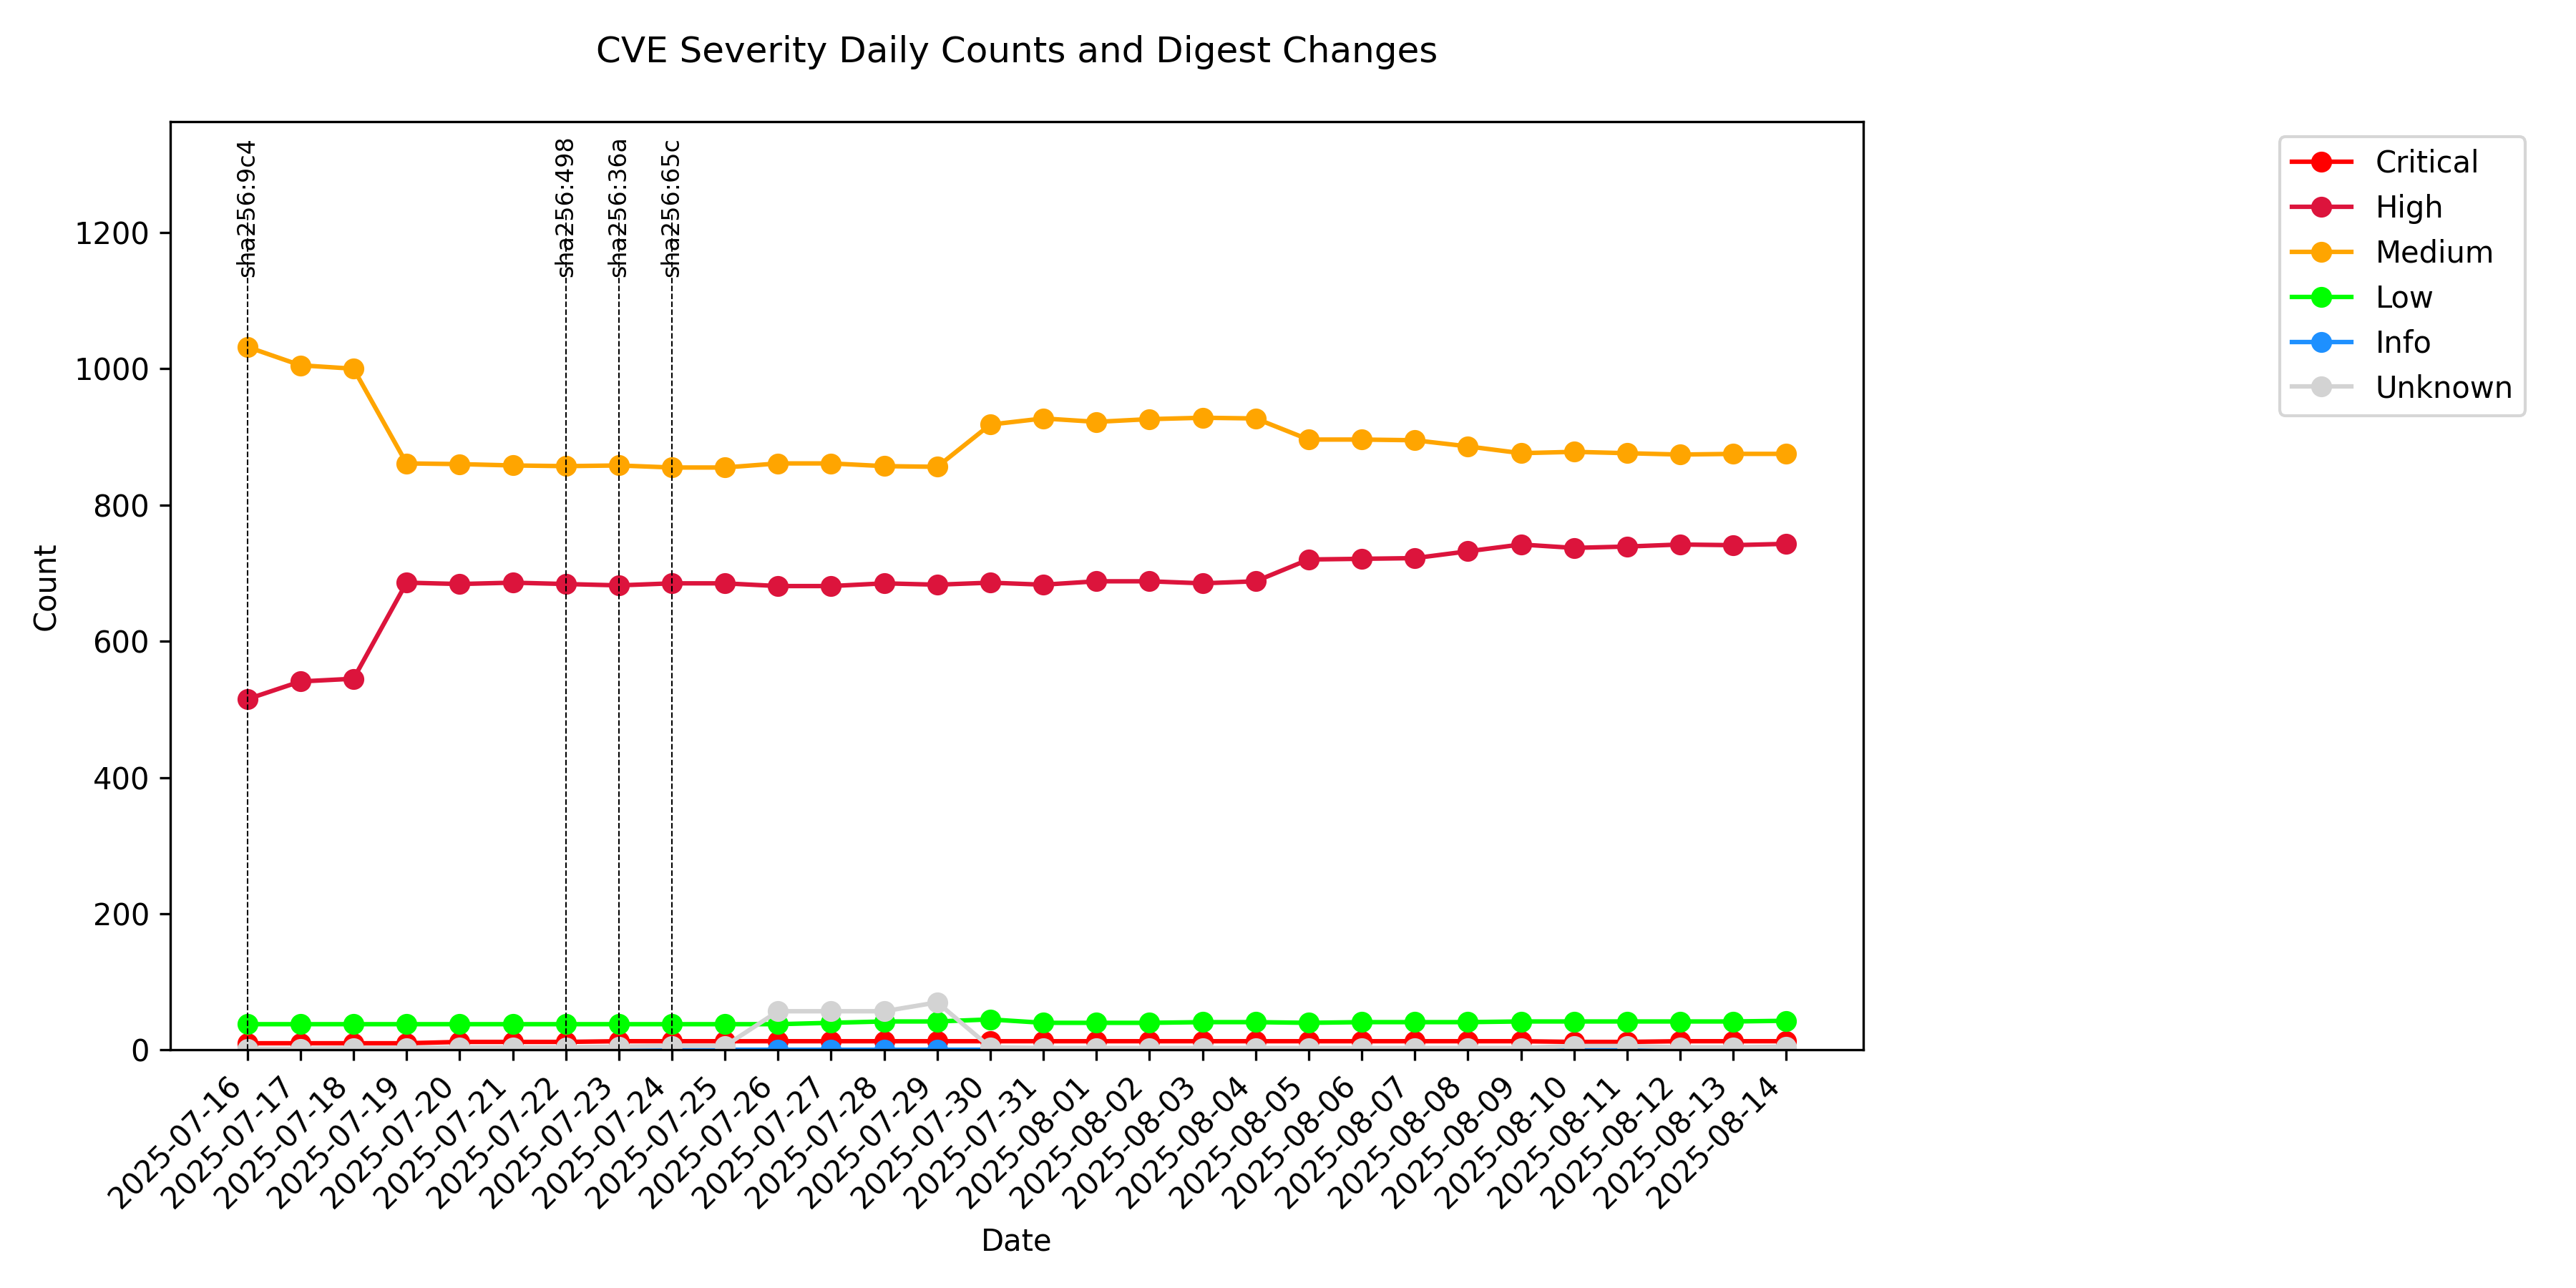 CVE Severity Daily Counts and Digest Changes
sha256:9c4
sha256:498
sha256:36a
sha256:65c
Critical
High
Medium
Low
Info
Unknown
Count
1200
1000
800
600
400
200
0
2025-07-16
2025-07-17
2025-07-18
2025-07-19
2025-07-20
2025-07-21
2025-07-22
2025-07-23
2025-07-24
2025-07-25
2025-07-26
2025-07-27
2025-07-28
2025-07-29
2025-07-30
2025-07-31
2025-08-01
2025-08-02
2025-08-03
2025-08-04
2025-08-05
2025-08-06
2025-08-07
2025-08-08
2025-08-09
2025-08-10
2025-08-11
2025-08-12
2025-08-13
2025-08-14
Date